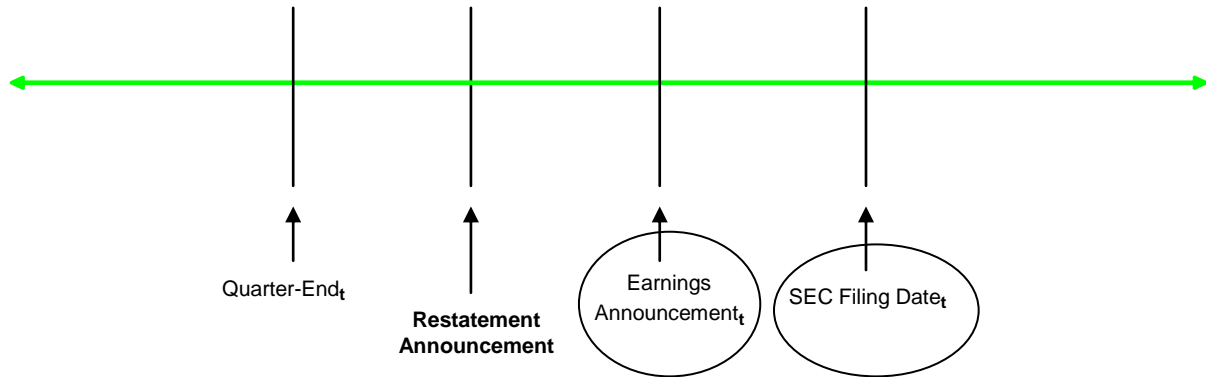 Quarter-Endt
Restatement
Announcement
Earnings
Announcementt
SEC Filing Datet